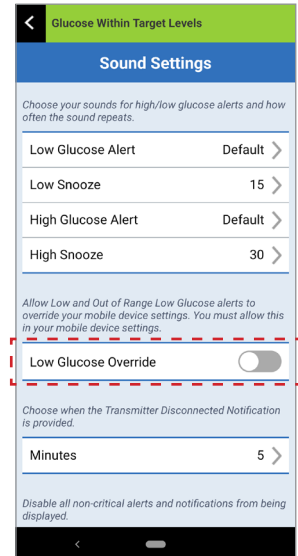 Glucose Within Target Levels
Sound Settings
Choose your sounds for high/low glucose alerts and how
often the sound repeats.
Low Glucose Alert Default
Low Snooze 15
High Glucose Alert Default
High Snooze 30
Allow Low and Out of Range Low Glucose alerts to
override your mobile device settings. You must allow this
in your mobile device settings.
Low Glucose Override
Choose when the Transmitter Disconnected Notification
is provided.
Minutes 5
Disable all non-critical alerts and notifications from being
displayed.